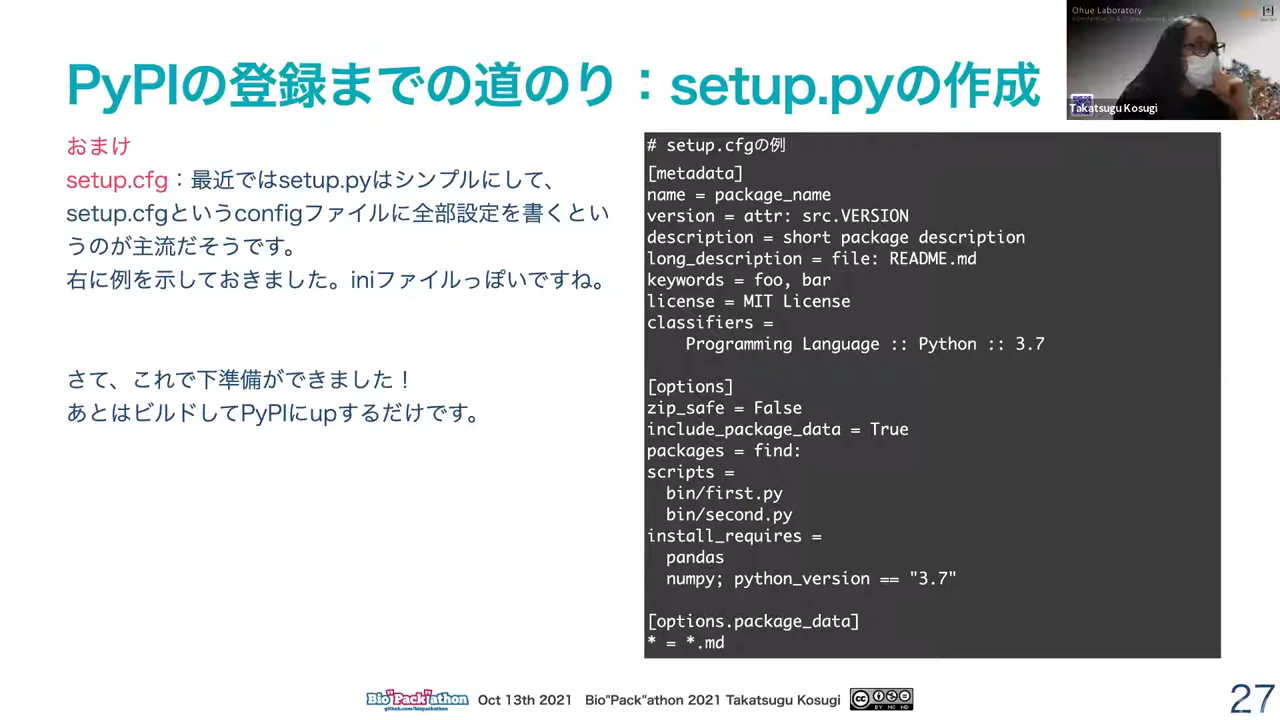 Ohue Laboratory
Takatsugu Kosugi
PyPIの登録までの道のり：setup.pyの作成
おまけ
setup.cfg：最近ではsetup.pyはシンプルにして、
setup.cfgというconfigファイルに全部設定を書くとい
うのが主流だそうです。
右に例を示しておきました。iniファイルっぽいですね。
さて、これで下準備ができました！
あとはビルドしてPyPIにupするだけです。
# setup.cfgの例
[metadata]
name = package_name
version = attr: src.VERSION
description = short package description
long_description = file: README.md
keywords = foo, bar
license = MIT License
classifiers =
    Programming Language :: Python :: 3.7
[options]
zip_safe = False
include_package_data = True
packages = find:
scripts =
  bin/first.py
  bin/second.py
install_requires =
  pandas
  numpy; python_version == "3.7"
[options.package_data]
* = *.md
Bio"Pack"athon
github.com/biopackathon
Oct 13th 2021 Bio"Pack"athon 2021 Takatsugu Kosugi
CC BY NC ND
27